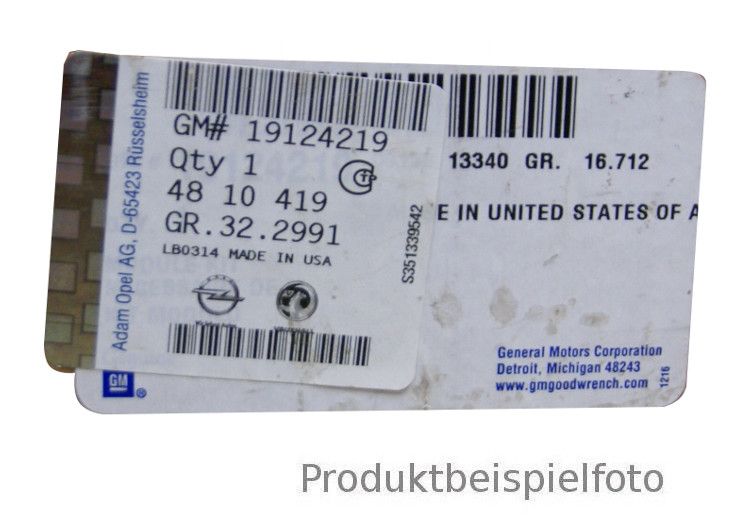 Adam Opel AG, D-65423 Rüsselsheim
GM# 19124219
Qty 1
48 10 419
GR.32.2991
LB0314 MADE IN USA
S351339542
13340 GR. 16.712
E IN UNITED STATES OF A
General Motors Corporation
Detroit, Michigan 48243
www.gmgoodwrench.com
1216
GM
®
Produktbeispielfoto